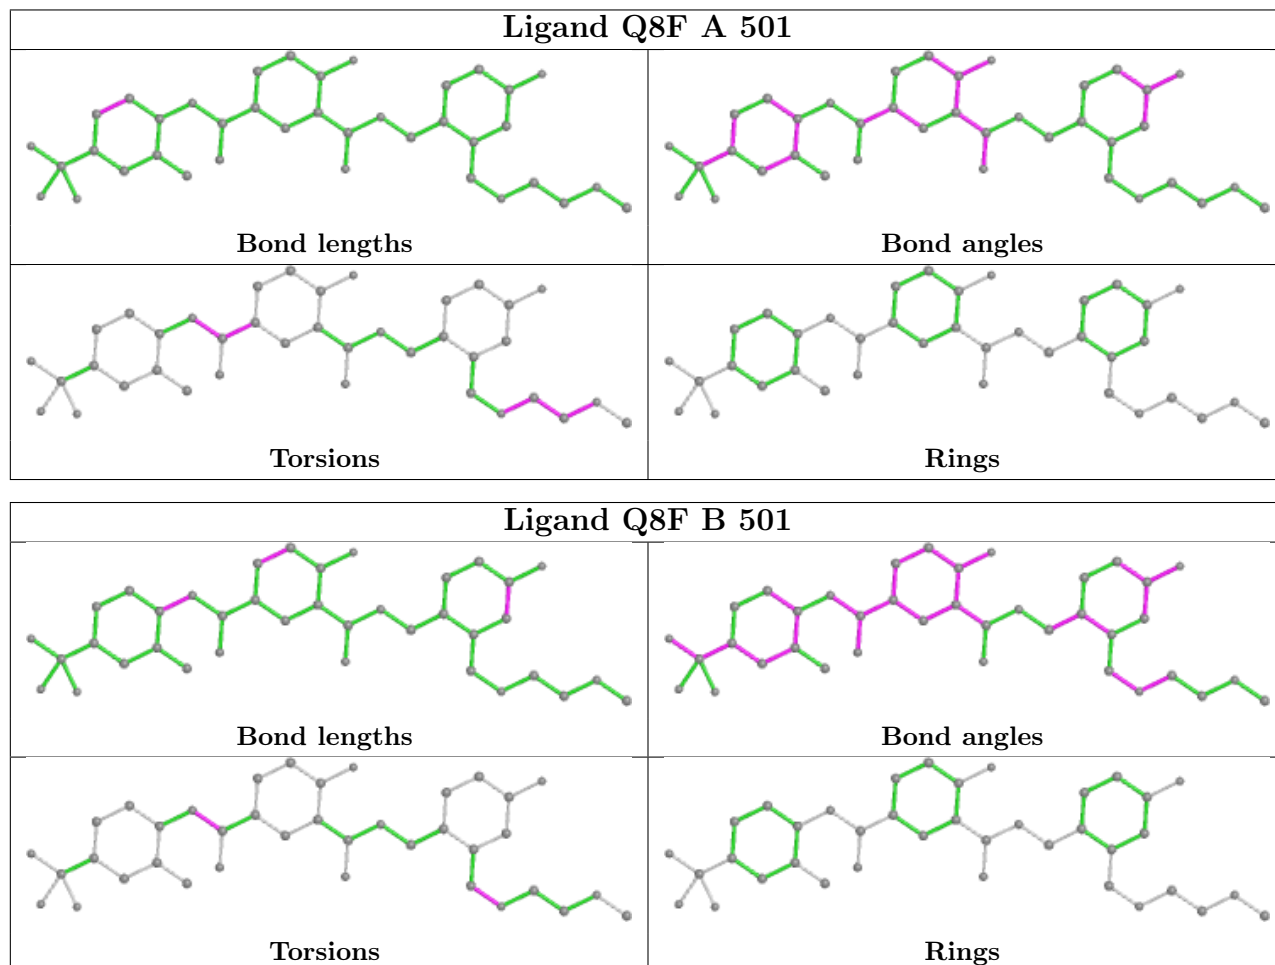 Ligand Q8F A 501
Bond lengths
Bond angles
Torsions
Rings
Ligand Q8F B 501
Bond lengths
Bond angles
Torsions
Rings